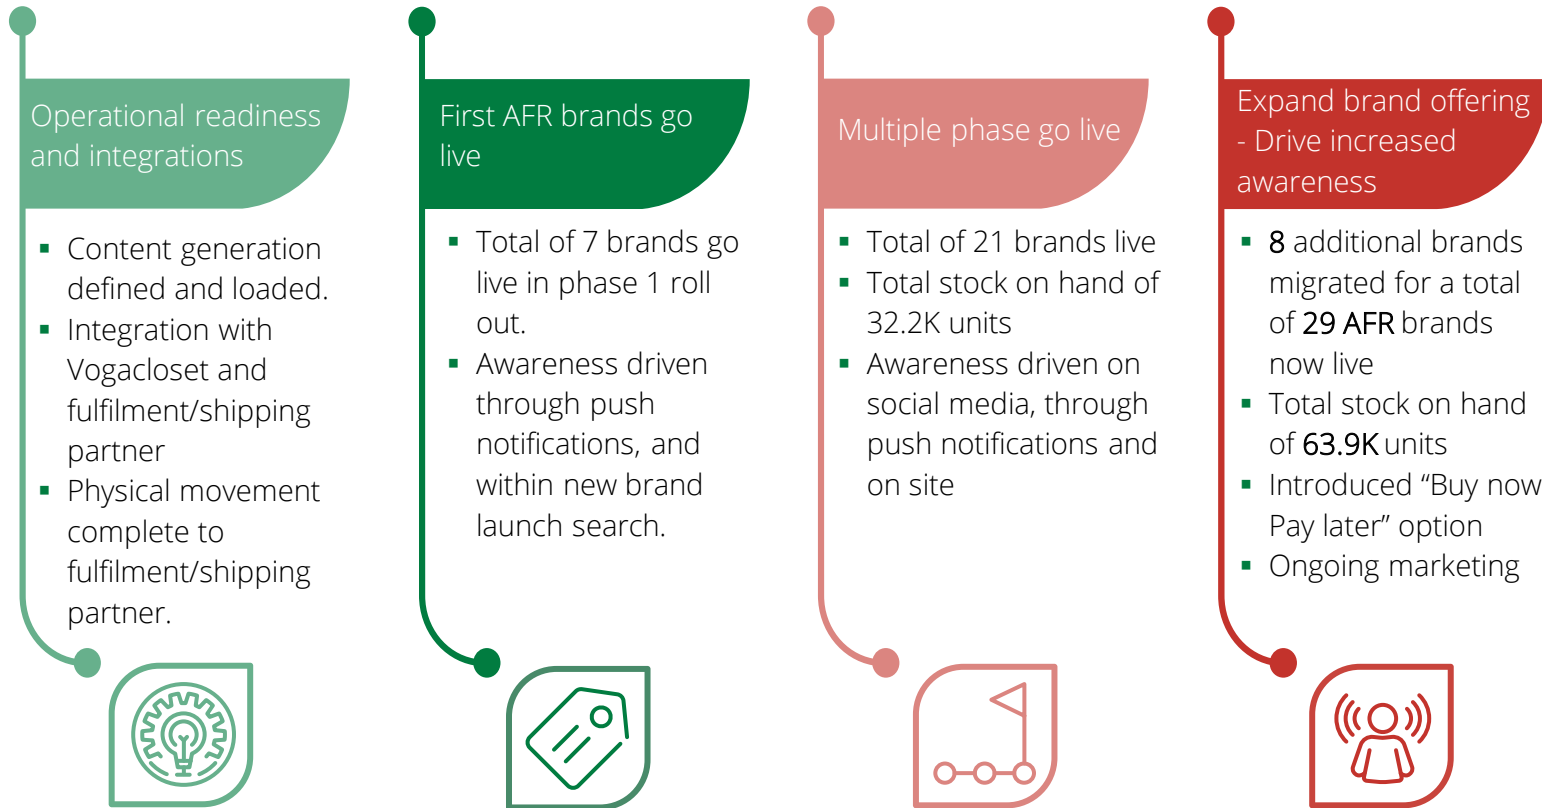 Operational readiness
and integrations
▪ Content generation
defined and loaded.
▪ Integration with
Vogacloset and
fulfilment/shipping
partner
▪ Physical movement
complete to
fulfilment/shipping
partner.
First AFR brands go
live
▪ Total of 7 brands go
live in phase 1 roll
out.
▪ Awareness driven
through push
notifications, and
within new brand
launch search.
Multiple phase go live
▪ Total of 21 brands live
▪ Total stock on hand of
32.2K units
▪ Awareness driven on
social media, through
push notifications and
on site
Expand brand offering
- Drive increased
awareness
▪ 8 additional brands
migrated for a total
of 29 AFR brands
now live
▪ Total stock on hand
of 63.9K units
▪ Introduced “Buy now
Pay later” option
▪ Ongoing marketing